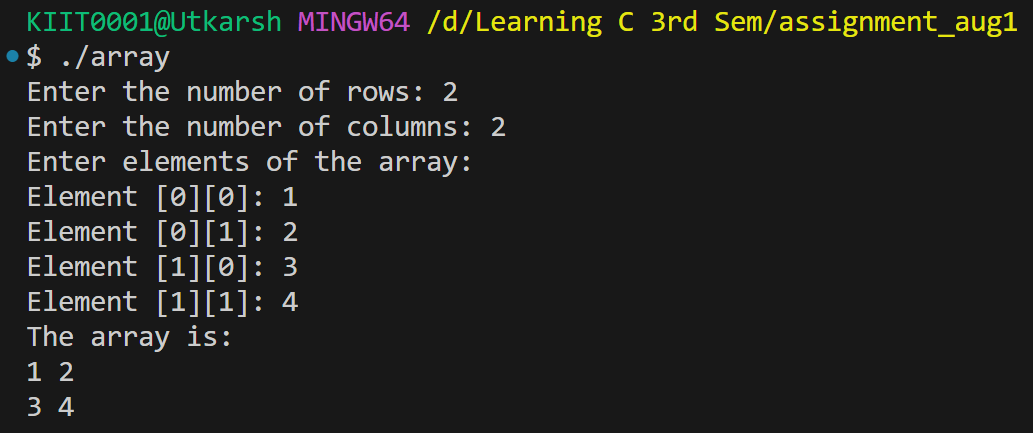 KIIT0001@Utkarsh MINGW64 /d/Learning C 3rd Sem/assignment_aug1
$ ./array
Enter the number of rows: 2
Enter the number of columns: 2
Enter elements of the array:
Element [0][0]: 1
Element [0][1]: 2
Element [1][0]: 3
Element [1][1]: 4
The array is:
1 2
3 4